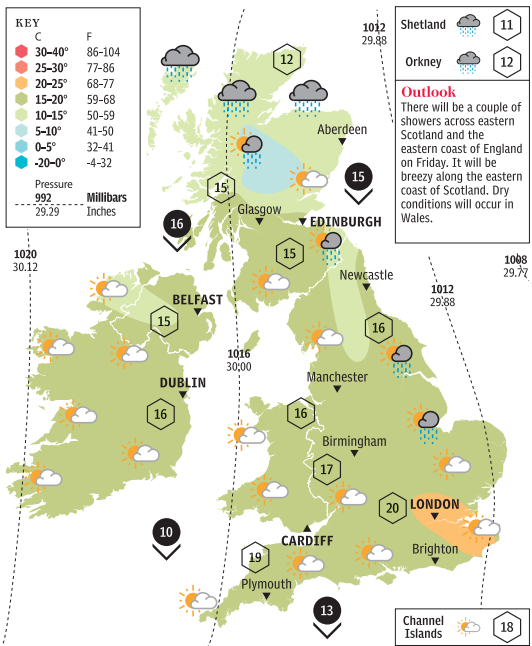 KEY
C F
30–40° 86–104
25–30° 77–86
20–25° 68–77
15–20° 59–68
10–15° 50–59
5–10° 41–50
0–5° 32–41
-20–0° -4–32
Pressure
992 Millibars
29.29 Inches
1012
29.88
Shetland 11
Orkney 12
Outlook
There will be a couple of
showers across eastern
Scotland and the
eastern coast of England
on Friday. It will be
breezy along the eastern
coast of Scotland. Dry
conditions will occur in
Wales.
12
Aberdeen
15
15
Glasgow
16
EDINBURGH
15
1020
30.12
1008
29.77
Newcastle
1012
29.88
BELFAST
15
16
1016
30.00
Manchester
DUBLIN
16
16
Birmingham
17
20
LONDON
10
CARDIFF
19
Brighton
Plymouth
13
Channel
Islands 18